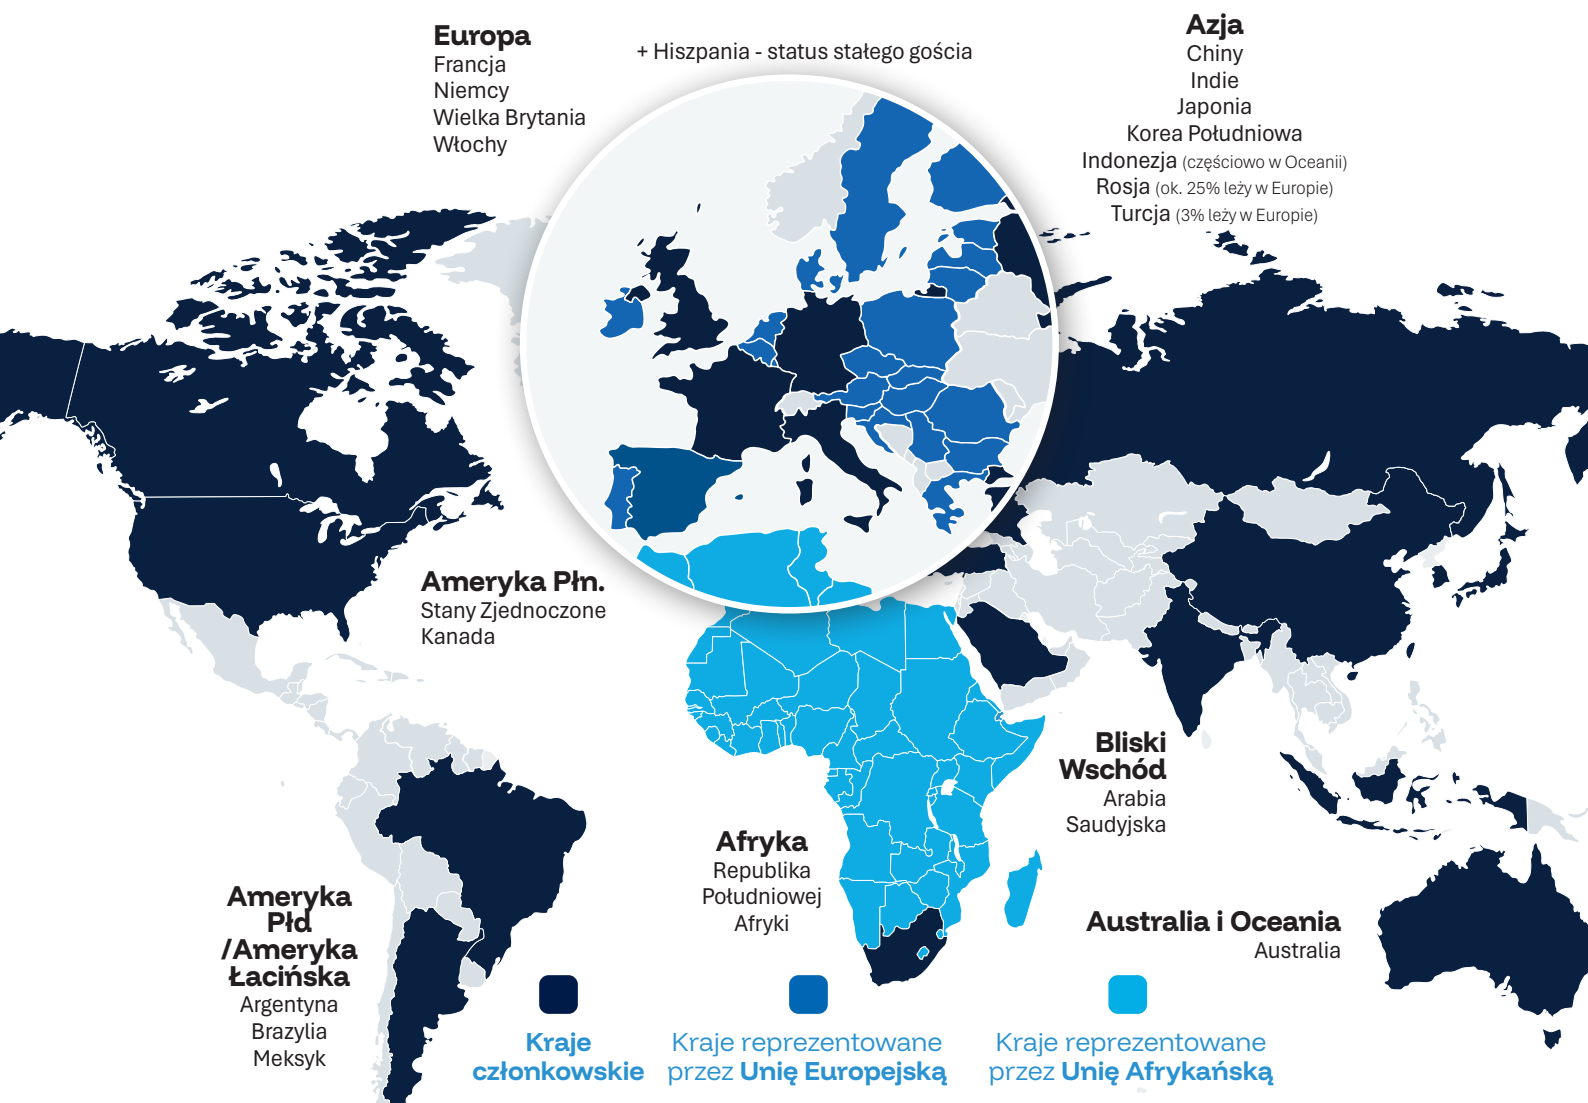 Europa
Francja
Niemcy
Wielka Brytania
Włochy
+ Hiszpania - status stałego gościa
Azja
Chiny
Indie
Japonia
Korea Południowa
Indonezja (częściowo w Oceanii)
Rosja (ok. 25% leży w Europie)
Turcja (3% leży w Europie)
Ameryka Płn.
Stany Zjednoczone
Kanada
Bliski
Wschód
Arabia
Saudyjska
Afryka
Republika
Południowej
Afryki
Ameryka
Płd
/Ameryka
Łacińska
Argentyna
Brazylia
Meksyk
Australia i Oceania
Australia
Kraje
członkowskie
Kraje reprezentowane
przez Unię Europejską
Kraje reprezentowane
przez Unię Afrykańską